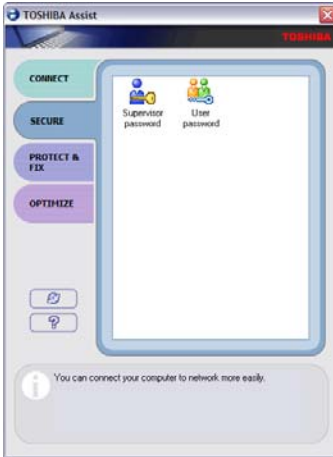 TOSHIBA Assist
TOSHIBA
CONNECT
SECURE
PROTECT &
FIX
OPTIMIZE
Supervisor
password
User
password
You can connect your computer to network more easily.